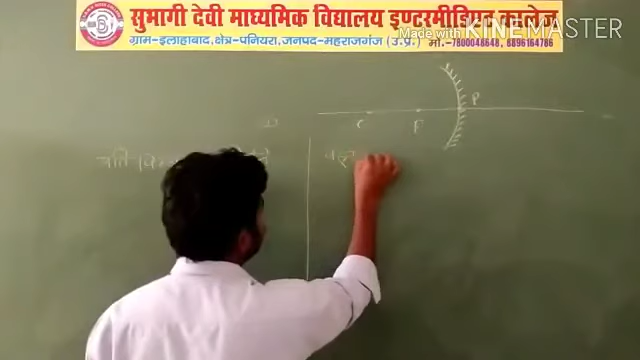 सुभागी देवी माध्यमिक विद्यालय इण्टरमीडिएट कालेज
ग्राम-इलाहाबाद,क्षेत्र-पनियरा,जनपद-महराजगंज (उ.प्र.) मो.-7800048648, 8896164786
Made with KINEMASTER
P
C
F